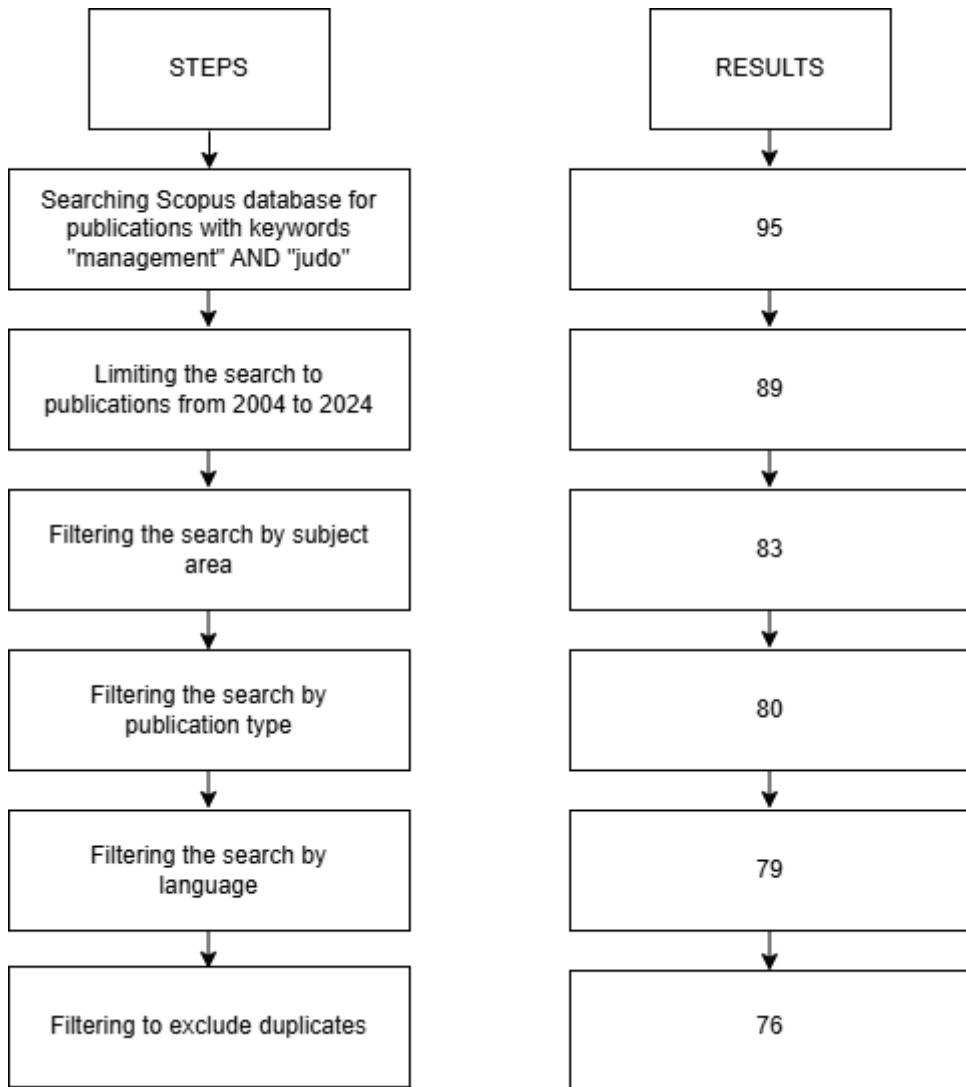 STEPS
RESULTS
Searching Scopus database for
publications with keywords
"management" AND "judo"
95
Limiting the search to
publications from 2004 to 2024
89
Filtering the search by subject
area
83
Filtering the search by
publication type
80
Filtering the search by
language
79
Filtering to exclude duplicates
76